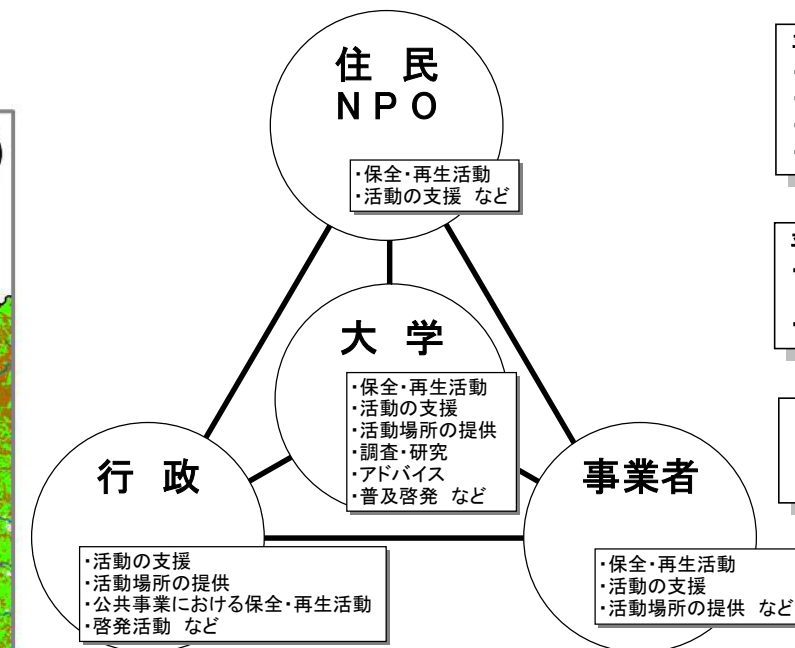 住 民
ＮＰＯ
・保全・再生活動
・活動の支援 など
大 学
・保全・再生活動
・活動の支援
・活動場所の提供
・調査・研究
・アドバイス
・普及啓発 など
行 政
・活動の支援
・活動場所の提供
・公共事業における保全・再生活動
・啓発活動 など
事業者
・保全・再生活動
・活動の支援
・活動場所の提供 など